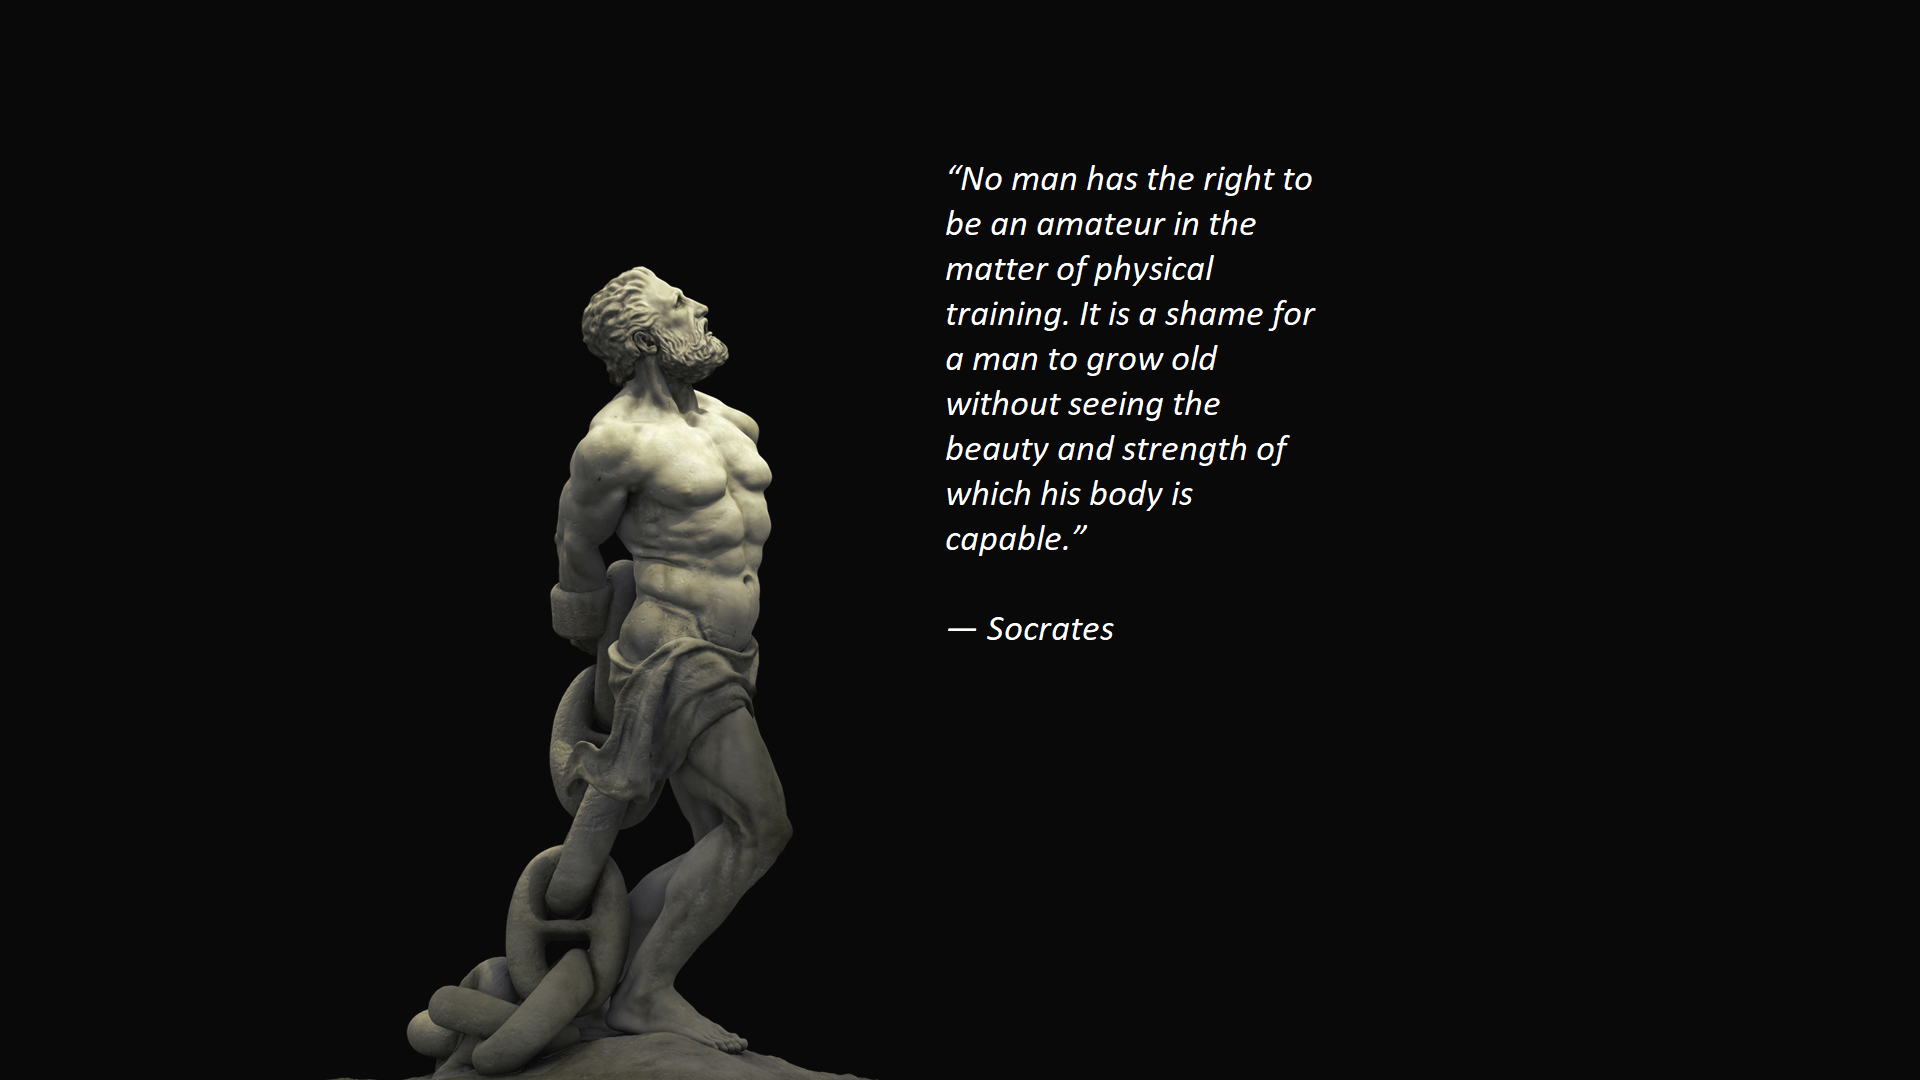 “No man has the right to
be an amateur in the
matter of physical
training. It is a shame for
a man to grow old
without seeing the
beauty and strength of
which his body is
capable.”
— Socrates